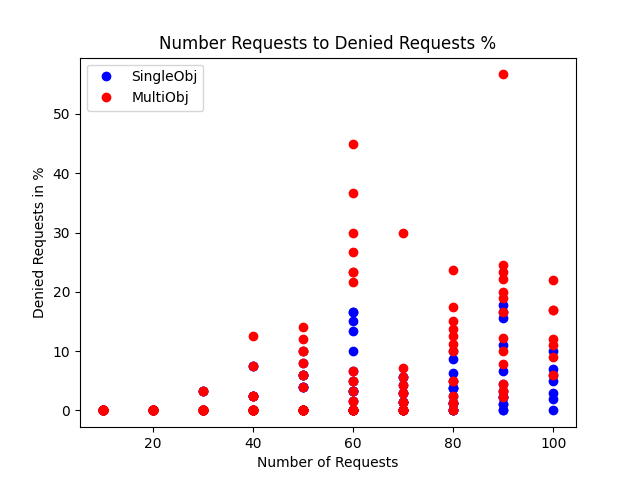 Number Requests to Denied Requests %
SingleObj
MultiObj
Denied Requests in %
50
40
30
20
10
0
20
40
60
80
100
Number of Requests